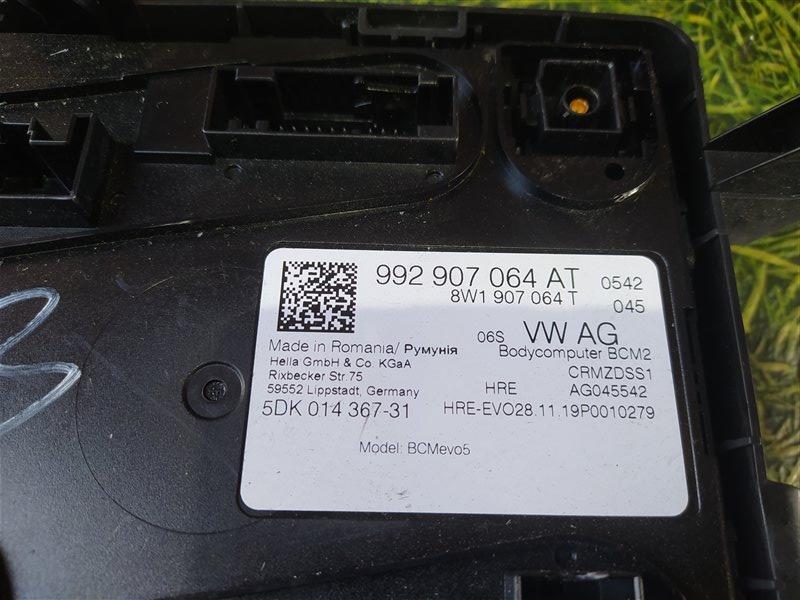 992 907 064 AT 0542
8W1 907 064 T 045
06S VW AG
Made in Romania/ Румунія
Hella GmbH & Co. KGaA
Rixbecker Str.75
59552 Lippstadt, Germany
5DK 014 367-31
Bodycomputer BCM2
CRMZDSS1
HRE AG045542
HRE-EVO28.11.19P0010279
Model: BCMevo5